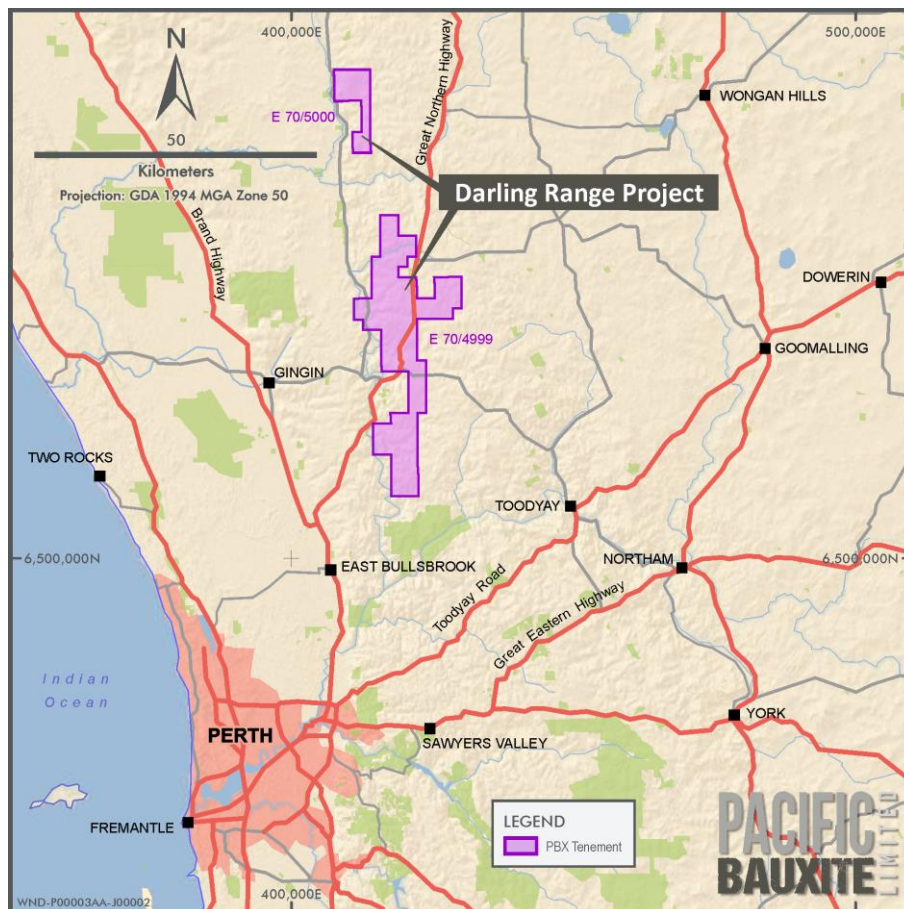 400,000E
500,000E
N
50
Kilometers
Projection: GDA 1994 MGA Zone 50
E 70/5000
Great Northern Highway
WONGAN HILLS
Darling Range Project
Brand Highway
DOWERIN
E 70/4999
GOOMALLING
GINGIN
TWO ROCKS
TOODYAY
6,500,000N
EAST BULLSBROOK
NORTHAM
6,500,000N
Toodyay Road
Great Eastern Highway
Indian
Ocean
PERTH
SAWYERS VALLEY
YORK
FREMANTLE
LEGEND
PBX Tenement
PACIFIC
BAUXITE
LIMITED
WND-P00003AA-J00002
400,000E